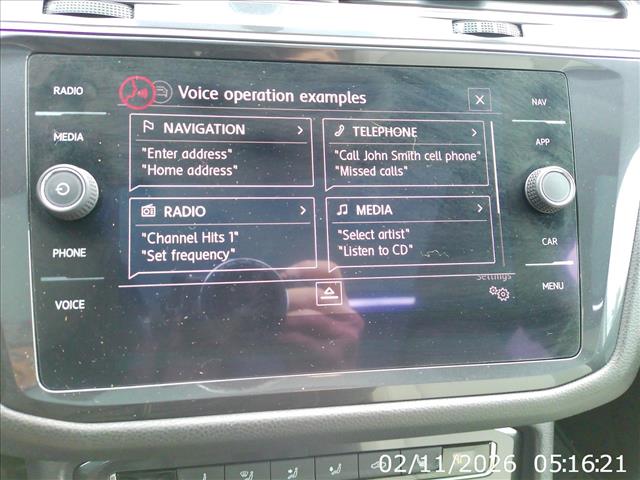 RADIO
MEDIA
PHONE
VOICE
Voice operation examples
X
NAVIGATION >
"Enter address"
"Home address"
TELEPHONE >
"Call John Smith cell phone"
"Missed calls"
RADIO >
"Channel Hits 1"
"Set frequency"
MEDIA >
"Select artist"
"Listen to CD"
Settings
NAV
APP
CAR
MENU
02/11/2026 05:16:21